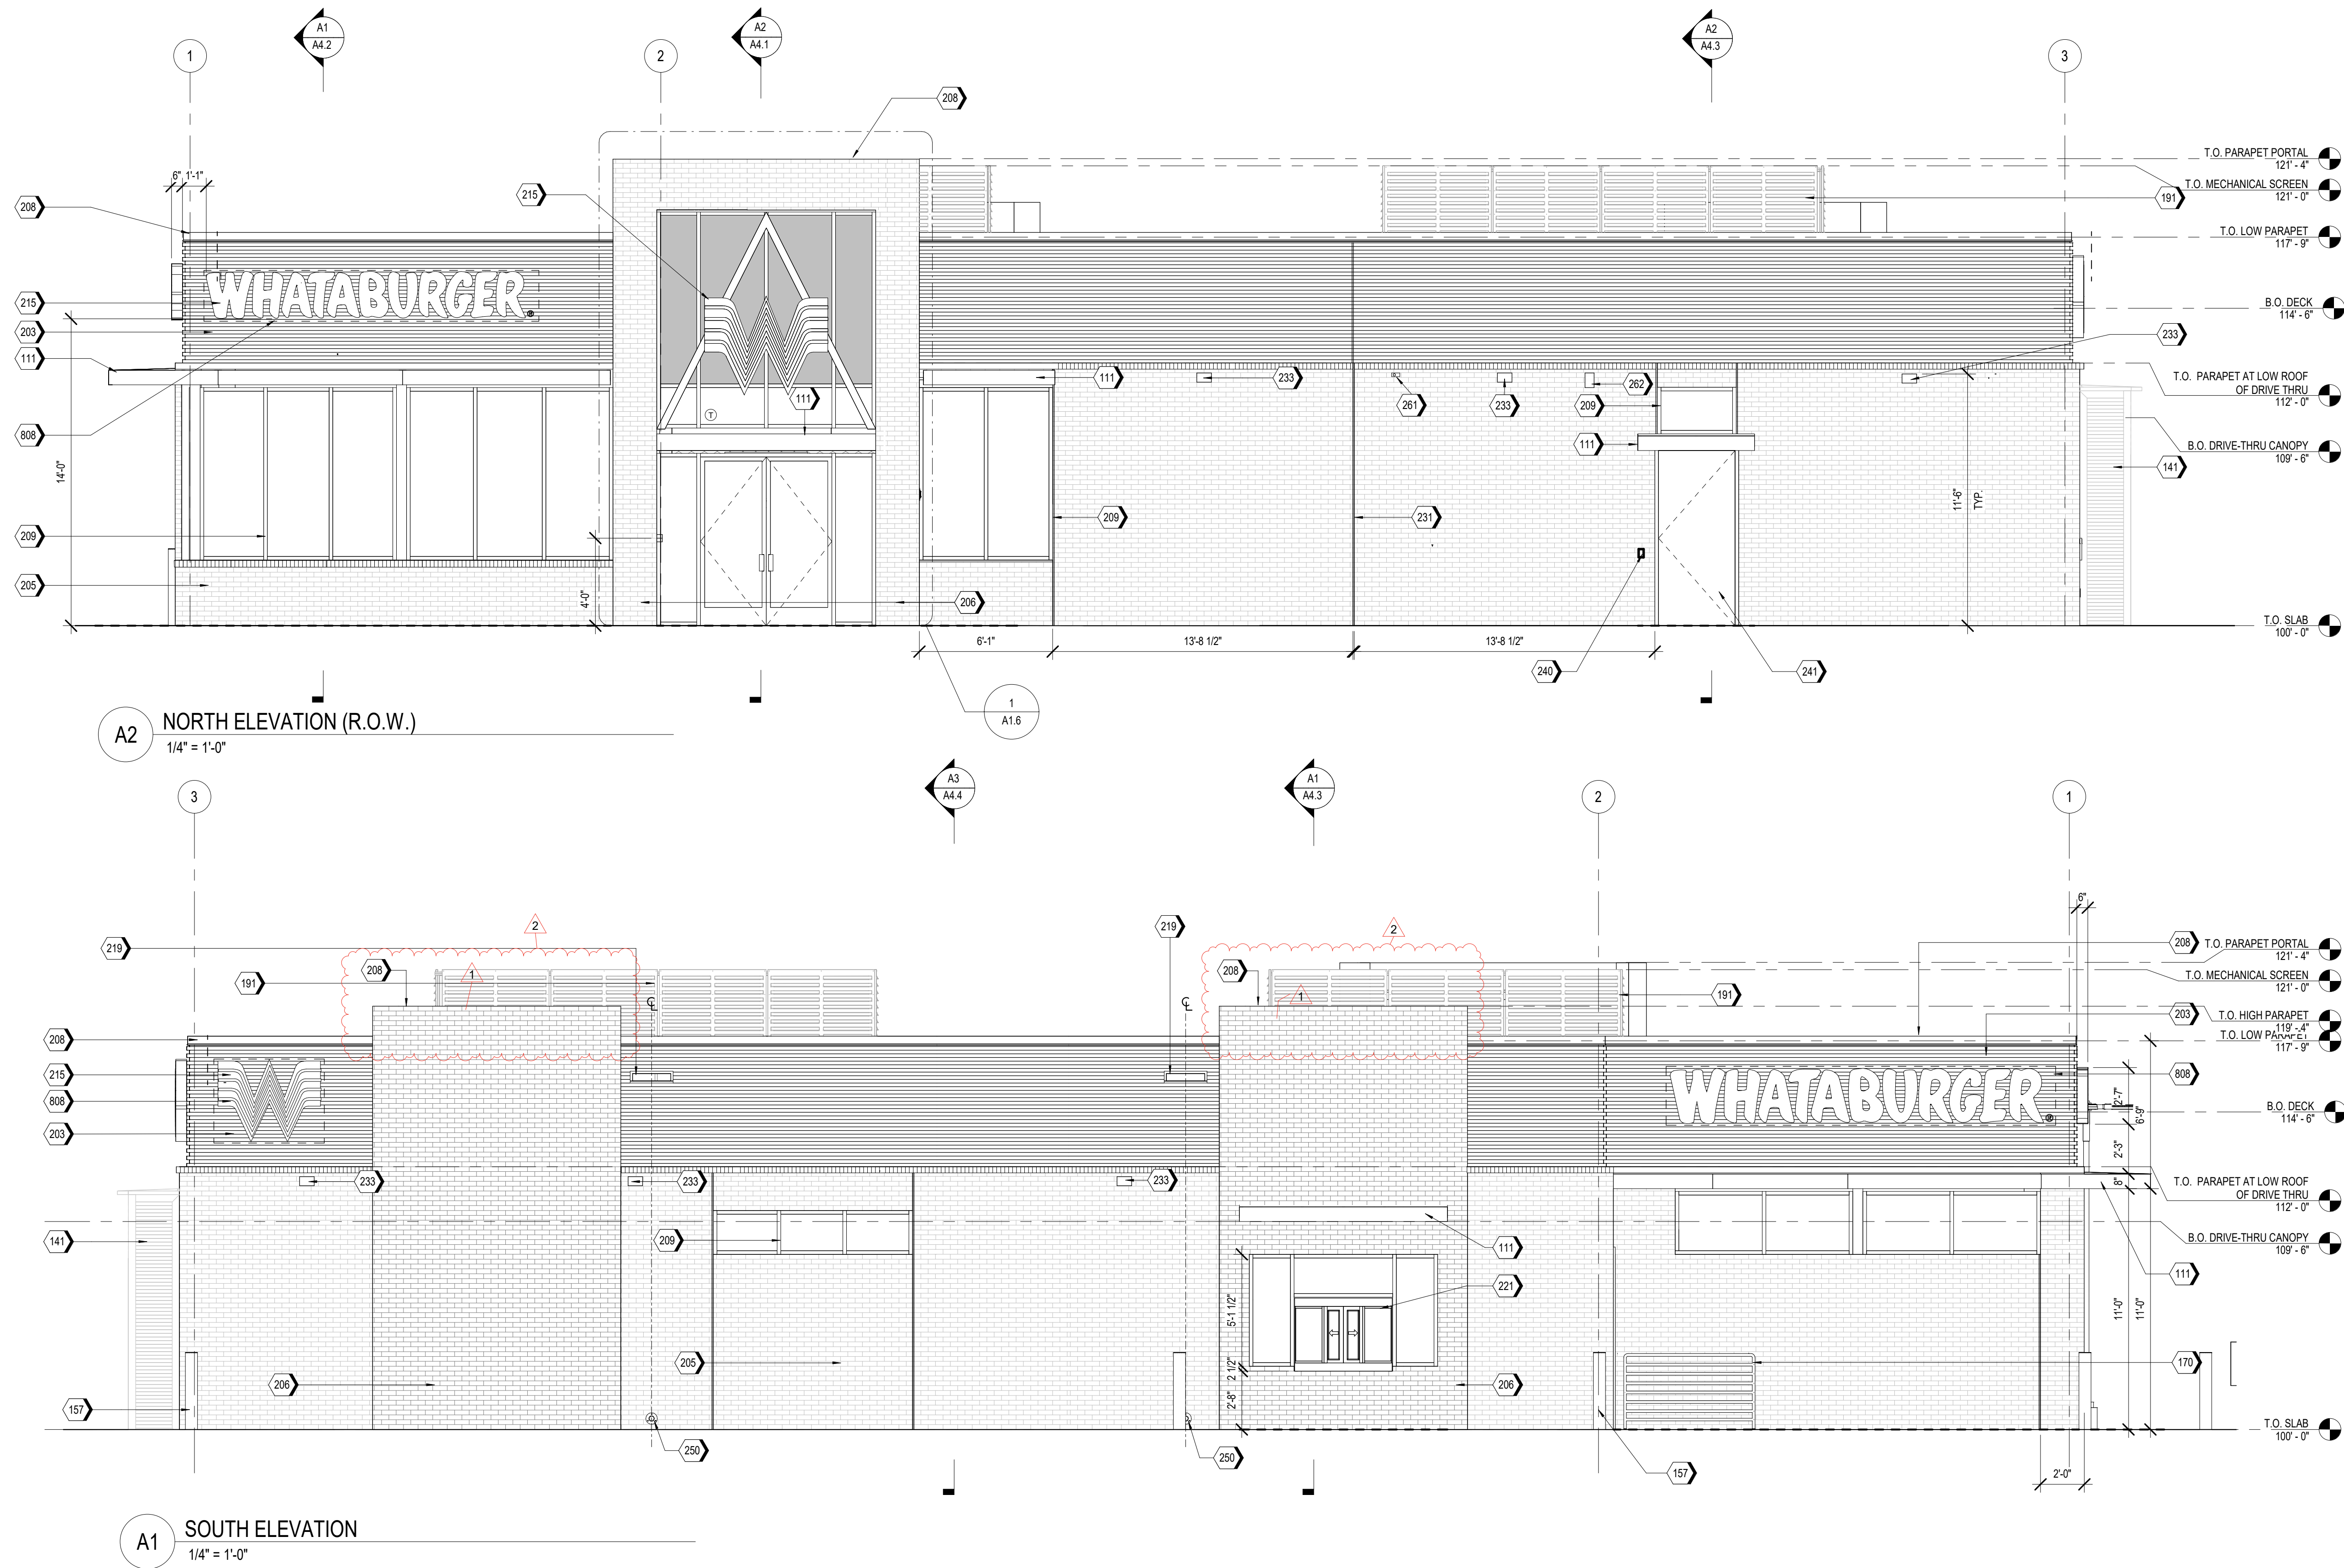 A1
A4.2
A2
A4.1
A2
A4.3
1
2
3
208
T.O. PARAPET PORTAL
121' - 4"
6"
1'-1"
215
T.O. MECHANICAL SCREEN
121' - 0"
191
208
T.O. LOW PARAPET
117' - 9"
WHATABURGER®
215
B.O. DECK
114' - 6"
203
233
111
111
233
261
233
262
T.O. PARAPET AT LOW ROOF
OF DRIVE THRU
112' - 0"
111
209
T
808
111
B.O. DRIVE-THRU CANOPY
109' - 6"
14'-0"
141
11'-6"
TYP.
209
209
231
240
205
4'-0"
206
T.O. SLAB
100' - 0"
6'-1"
13'-8 1/2"
13'-8 1/2"
240
241
1
A1.6
A2
NORTH ELEVATION (R.O.W.)
1/4" = 1'-0"
A3
A4.4
A1
A4.3
3
2
1
6"
219
2
219
2
208
T.O. PARAPET PORTAL
121' - 4"
208
1
208
191
191
1
T.O. MECHANICAL SCREEN
121' - 0"
℄
℄
203
T.O. HIGH PARAPET
119' - 4"
208
T.O. LOW PARAPET
117' - 9"
215
WHATABURGER®
808
808
2'-7"
6'-9"
B.O. DECK
114' - 6"
203
2'-3"
233
233
233
8"
T.O. PARAPET AT LOW ROOF
OF DRIVE THRU
112' - 0"
141
209
111
B.O. DRIVE-THRU CANOPY
109' - 6"
111
221
5'-1 1/2"
11'-0"
11'-0"
205
2 1/2"
170
206
2'-8"
206
157
T.O. SLAB
100' - 0"
250
250
157
2'-0"
A1
SOUTH ELEVATION
1/4" = 1'-0"